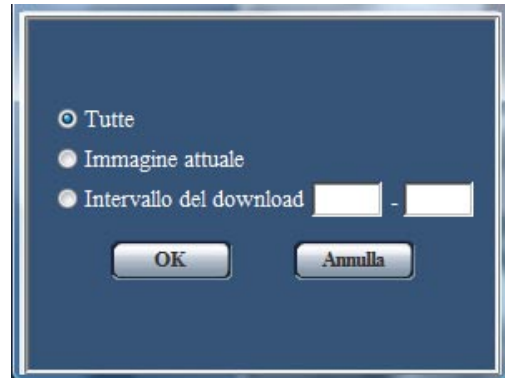 Tutte
Immagine attuale
Intervallo del download -
OK Annulla